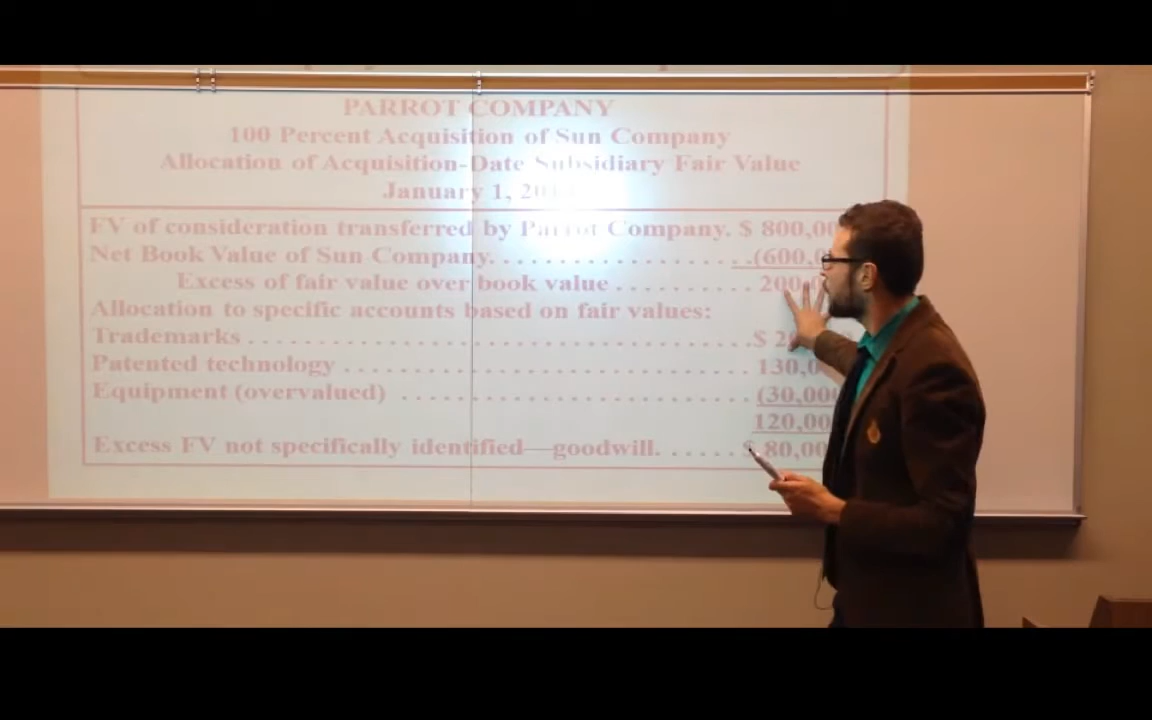 PARROT COMPANY
100 Percent Acquisition of Sun Company
Allocation of Acquisition-Date Subsidiary Fair Value
January 1, 20
FV of consideration transferred by Parrot Company. $ 800,00
Net Book Value of Sun Company. . . . . . . . . . . . . . . . . . . .(600,0
Excess of fair value over book value . . . . . . . . . . 200,0
Allocation to specific accounts based on fair values:
Trademarks . . . . . . . . . . . . . . . . . . . . . . . . . . . . . . . . . . . . .$ 2
Patented technology . . . . . . . . . . . . . . . . . . . . . . . . . . . . . 130,0
Equipment (overvalued) . . . . . . . . . . . . . . . . . . . . . . . . . (30,000
120,00
Excess FV not specifically identified—goodwill. . . . . . $ 80,00